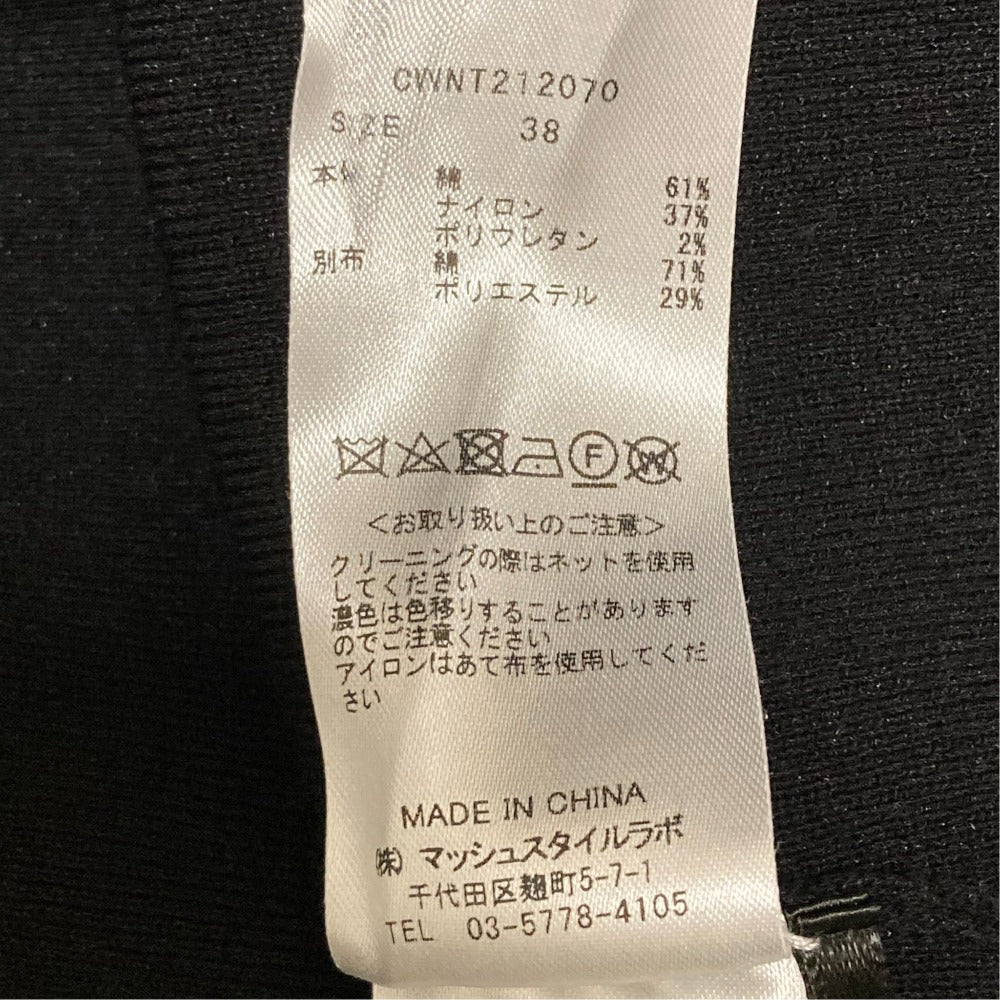 CWNT212070
SIZE 38
本体 綿 61%
ナイロン 37%
ポリウレタン 2%
別布 綿 71%
ポリエステル 29%
F W
＜お取り扱い上のご注意＞
クリーニングの際はネットを使用
してください
濃色は色移りすることがあります
のでご注意ください
アイロンはあて布を使用してくだ
さい
MADE IN CHINA
㈱ マッシュスタイルラボ
千代田区麹町5-7-1
TEL 03-5778-4105